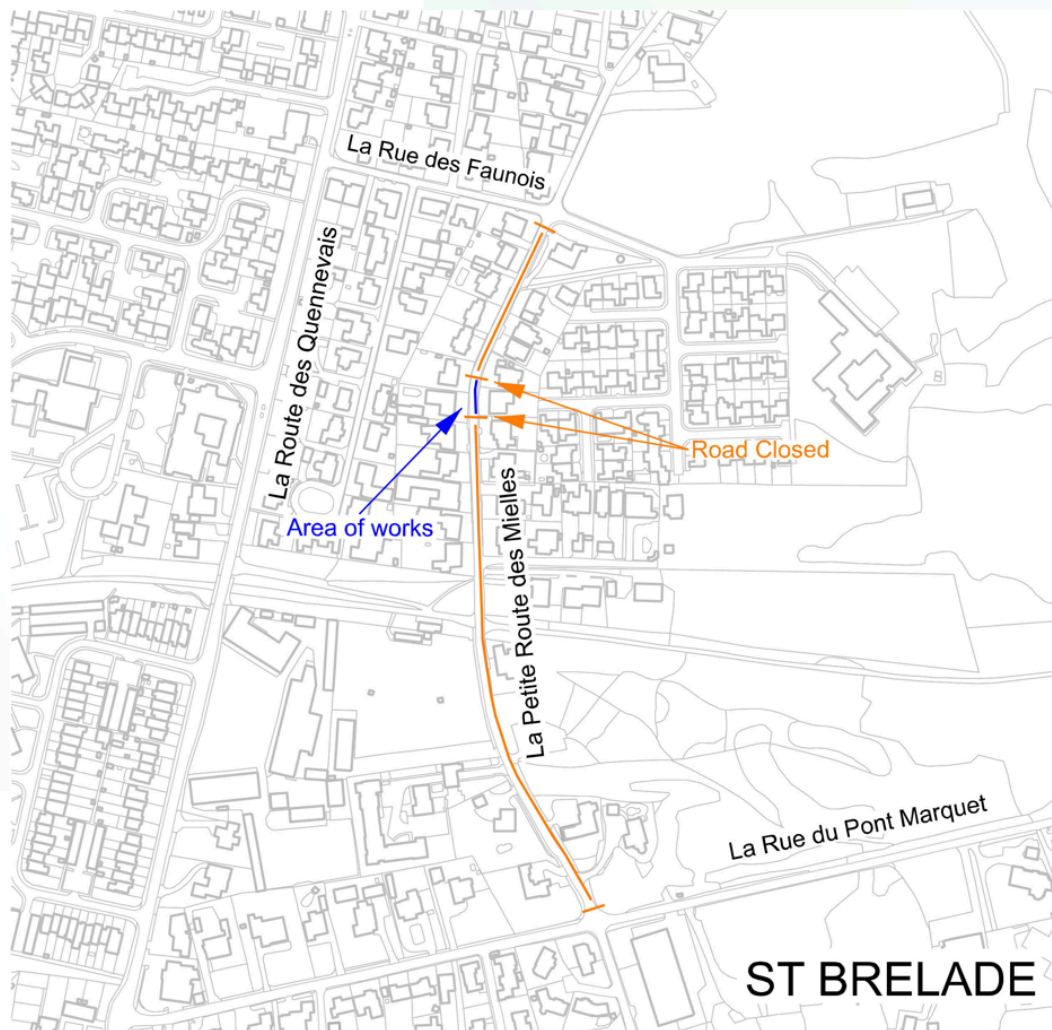 La Rue des Faunois
La Route des Quennevais
Road Closed
Area of works
La Petite Route des Mielles
La Rue du Pont Marquet
ST BRELADE